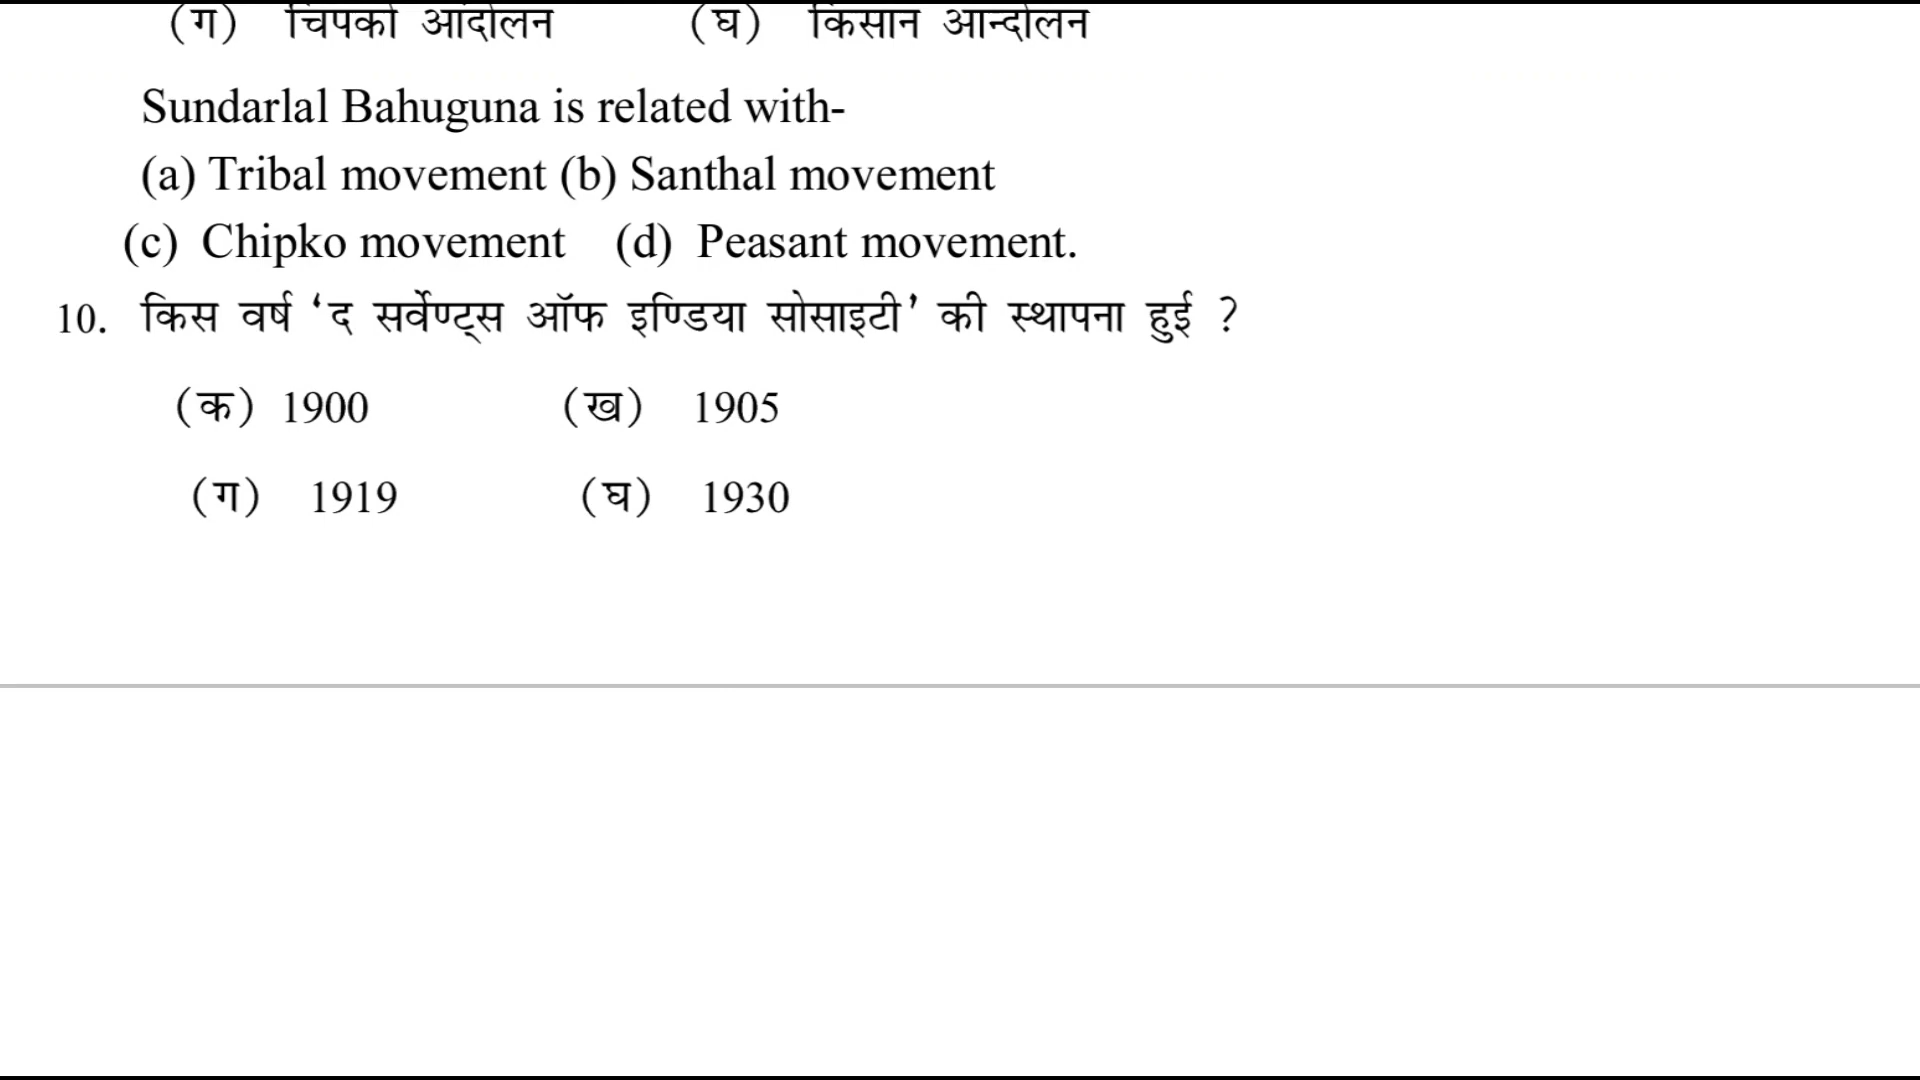 (ग) चिपको आंदोलन (घ) किसान आन्दोलन
Sundarlal Bahuguna is related with-
(a) Tribal movement (b) Santhal movement
(c) Chipko movement (d) Peasant movement.
10. किस वर्ष ‘द सर्वेण्ट्स ऑफ इण्डिया सोसाइटी’ की स्थापना हुई ?
(क) 1900 (ख) 1905
(ग) 1919 (घ) 1930